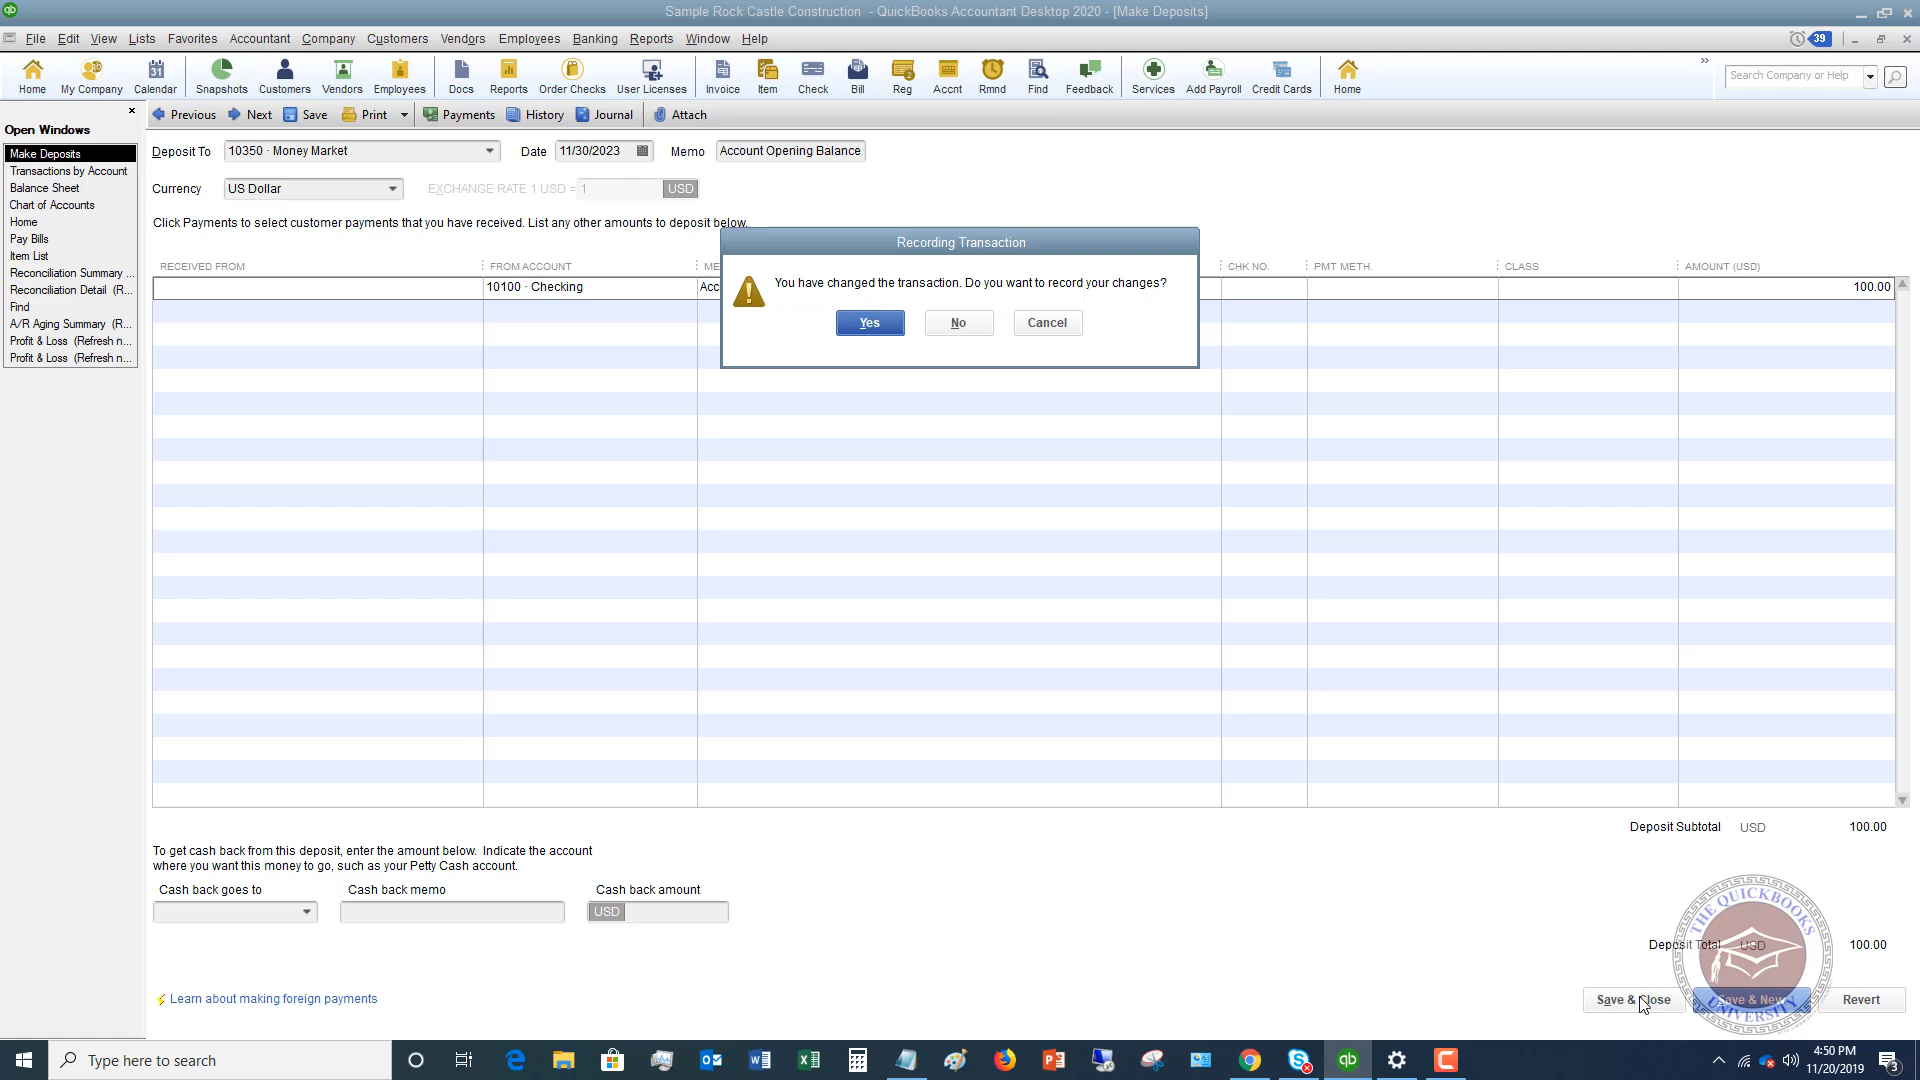 Sample Rock Castle Construction - QuickBooks Accountant Desktop 2020 - [Make Deposits]
File Edit View Lists Favorites Accountant Company Customers Vendors Employees Banking Reports Window Help
39
Home My Company Calendar Snapshots Customers Vendors Employees Docs Reports Order Checks User Licenses Invoice Item Check Bill Reg Accnt Rmnd Find Feedback Services Add Payroll Credit Cards Home
Search Company or Help
Previous Next Save Print Payments History Journal Attach
Open Windows
Make Deposits
Transactions by Account
Balance Sheet
Chart of Accounts
Home
Pay Bills
Item List
Reconciliation Summary ...
Reconciliation Detail (R...
Find
A/R Aging Summary (R...
Profit & Loss (Refresh n...
Profit & Loss (Refresh n...
Deposit To 10350 · Money Market Date 11/30/2023 Memo Account Opening Balance
Currency US Dollar EXCHANGE RATE 1 USD = 1 USD
Click Payments to select customer payments that you have received. List any other amounts to deposit below.
RECEIVED FROM FROM ACCOUNT ME CHK NO. PMT METH. CLASS AMOUNT (USD)
10100 · Checking Acc 100.00
Recording Transaction
You have changed the transaction. Do you want to record your changes?
Yes No Cancel
Deposit Subtotal USD 100.00
To get cash back from this deposit, enter the amount below. Indicate the account
where you want this money to go, such as your Petty Cash account.
Cash back goes to Cash back memo Cash back amount
USD
Deposit Total USD 100.00
THE QUICKBOOKS UNIVERSITY
Learn about making foreign payments
Save & Close Save & New Revert
Type here to search
4:50 PM
11/20/2019
3